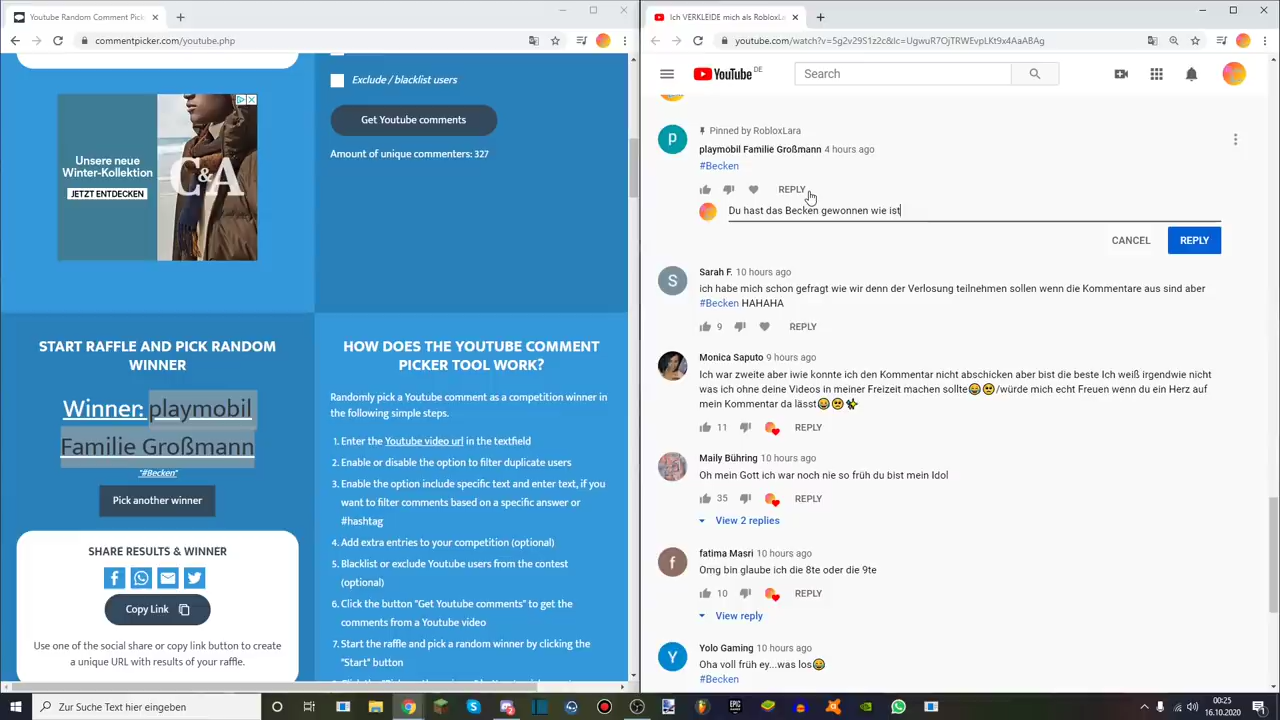 Youtube Random Comment Pick
commentpicker.com/youtube.php
Exclude / blacklist users
Get Youtube comments
Amount of unique commenters: 327
Unsere neue
Winter-Kollektion
JETZT ENTDECKEN
C&A
START RAFFLE AND PICK RANDOM
WINNER
Winner: playmobil
Familie Großmann
"#Becken"
Pick another winner
SHARE RESULTS & WINNER
Copy Link
Use one of the social share or copy link button to create
a unique URL with results of your raffle.
HOW DOES THE YOUTUBE COMMENT
PICKER TOOL WORK?
Randomly pick a Youtube comment as a competition winner in
the following simple steps.
1. Enter the Youtube video url in the textfield
2. Enable or disable the option to filter duplicate users
3. Enable the option include specific text and enter text, if you
want to filter comments based on a specific answer or
#hashtag
4. Add extra entries to your competition (optional)
5. Blacklist or exclude Youtube users from the contest
(optional)
6. Click the button "Get Youtube comments" to get the
comments from a Youtube video
7. Start the raffle and pick a random winner by clicking the
"Start" button
Ich VERKLEIDE mich als RobloxLa
youtube.com/watch?v=5g2v29S1z2c&lc=UgwuR7OjTRWEvpLKt9x4AaABAg
YouTube DE
Search
Pinned by RobloxLara
p
playmobil Familie Großmann 4 hours ago
#Becken
REPLY
Du hast das Becken gewonnen wie ist
CANCEL
REPLY
S
Sarah F. 10 hours ago
ich habe mich schon gefragt wie wir denn der Verlosung teilnehmen sollen wenn die Kommentare aus sind aber
#Becken HAHAHA
9 REPLY
Monica Saputo 9 hours ago
Ich war zweite aber iwie konnte ich den Kommentar nicht abschicken aber bist die beste Ich weiß irgendwie nicht
was ich ohne deine Videos in meiner Freizeit machen sollte😂🥺/würde mich echt Freuen wenn du ein Herz auf
mein Kommentar da lässt😂🥺✨
11 REPLY
Maily Bühring 10 hours ago
Oh mein Gott ich war noch nie so früh du bist mein Idol
35 REPLY
View 2 replies
f
fatima Masri 10 hours ago
Omg bin glaube ich die 8te oder die 9te
10 REPLY
View reply
Y
Yolo Gaming 10 hours ago
Oha voll früh ey...was los😂
#Becken
Zur Suche Text hier eingeben
EPIC
00:25
16.10.2020